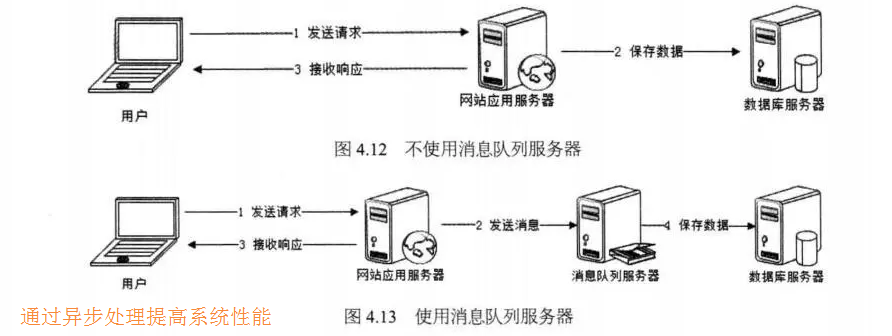 1 发送请求
2 保存数据
3 接收响应
用户
网站应用服务器
数据库服务器
图 4.12 不使用消息队列服务器
1 发送请求
2 发送消息
4 保存数据
3 接收响应
用户
网站应用服务器
消息队列服务器
数据库服务器
通过异步处理提高系统性能
图 4.13 使用消息队列服务器